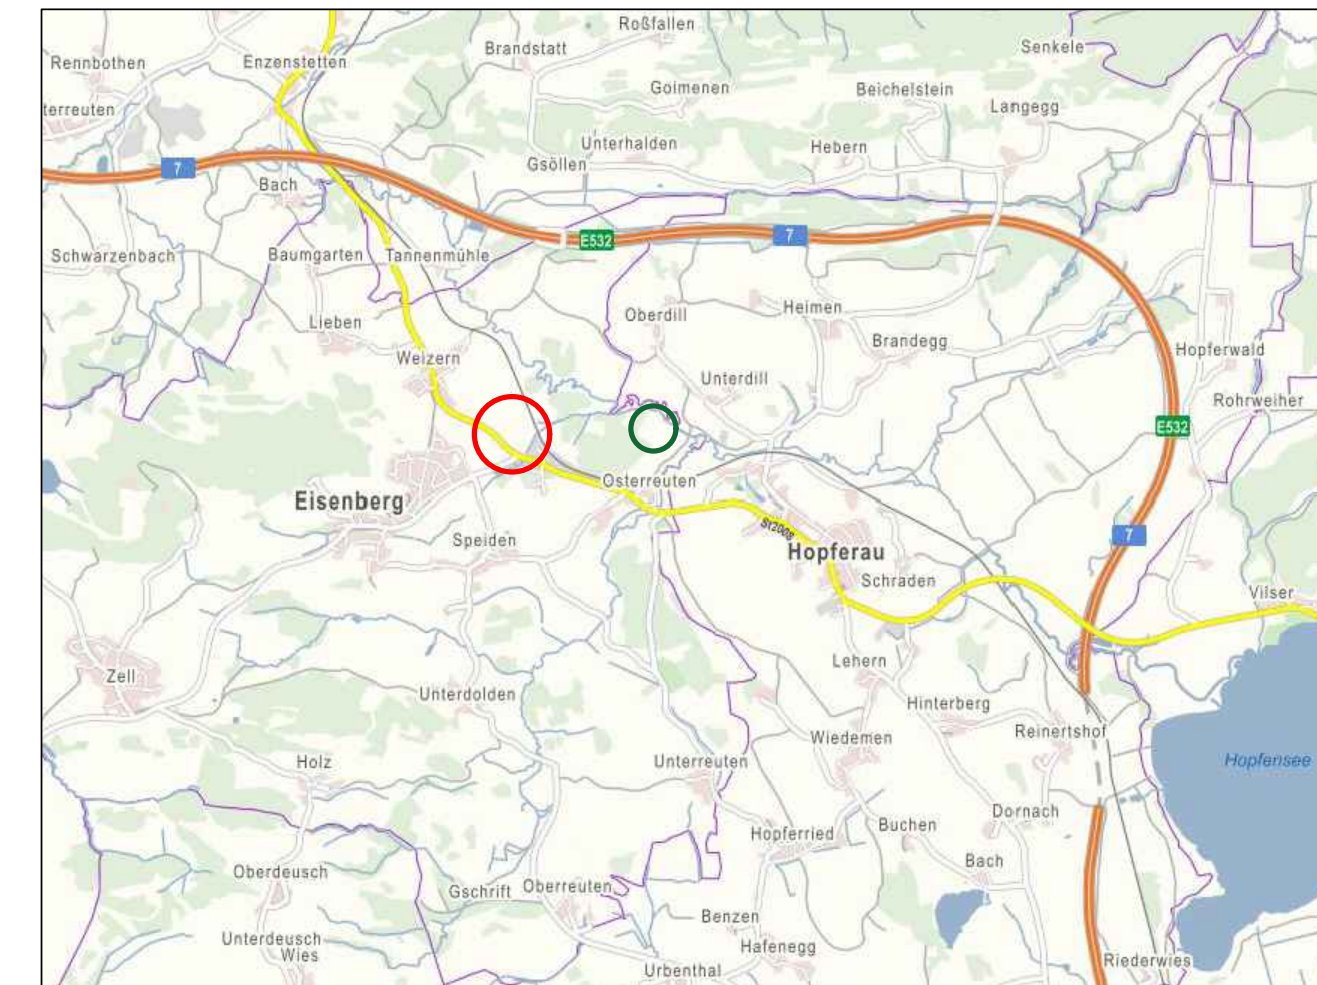 Roßfallen
Brandstatt
Senkele
Rennbothen
Enzenstetten
Goimenen
Beichelstein
terreuten
Langegg
Unterhalden
Hebern
Gsöllen
7
Bach
E532
7
Schwarzenbach
Baumgarten
Tannenmühle
Heimen
Oberdill
Lieben
Brandegg
Hopferwald
Weizern
Unterdill
Rohrweiher
E532
Osterreuten
Eisenberg
St2008
7
Speiden
Hopferau
Schraden
Vilser
Lehern
Zell
Unterdolden
Hinterberg
Reinertshof
Wiedemen
Holz
Unterreuten
Hopfensee
Dornach
Buchen
Hopferried
Bach
Oberdeusch
Gschrift
Oberreuten
Benzen
Unterdeusch
Wies
Hafenegg
Riederwies
Urbenthal